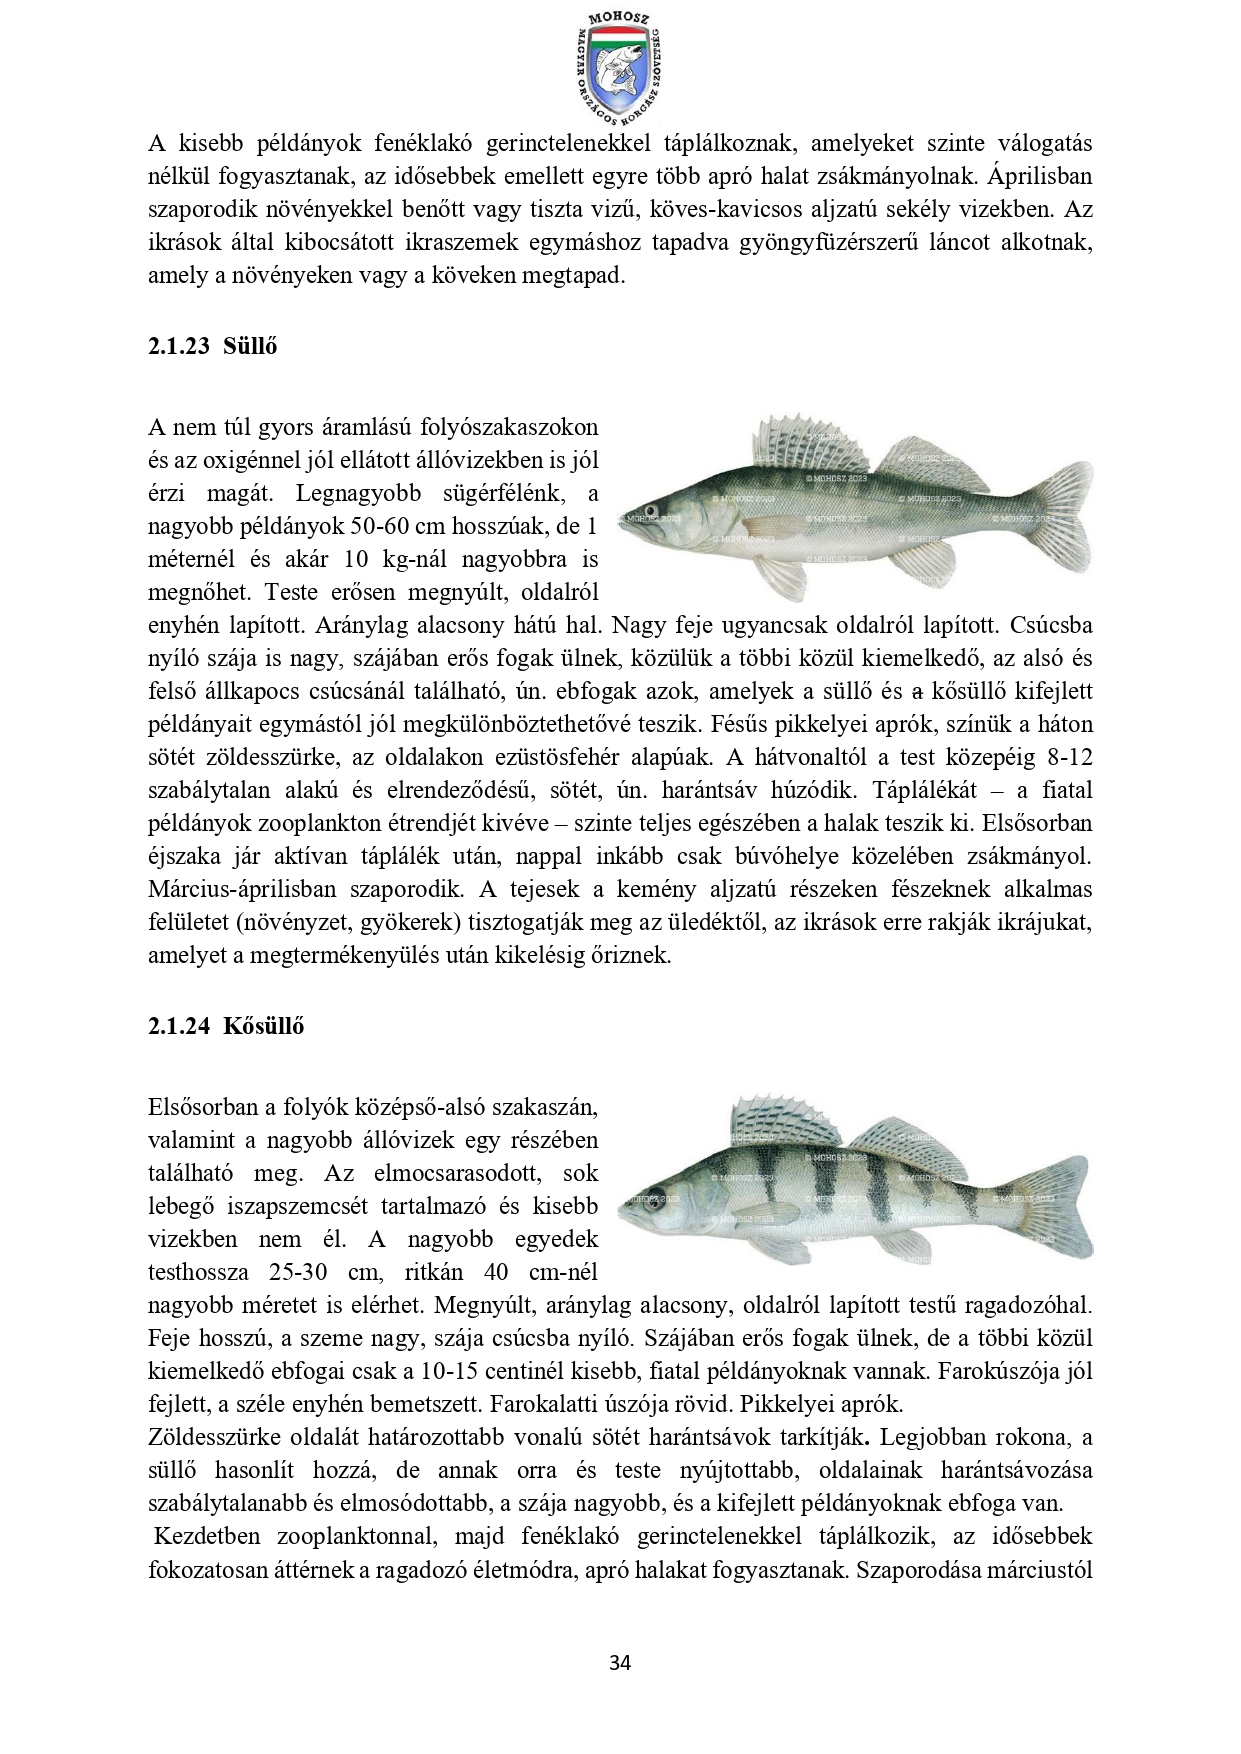 MOHOSZ
MAGYAR ORSZÁGOS HORGÁSZ SZÖVETSÉG
A kisebb példányok fenéklakó gerinctelenekkel táplálkoznak, amelyeket szinte válogatás
nélkül fogyasztanak, az idősebbek emellett egyre több apró halat zsákmányolnak. Áprilisban
szaporodik növényekkel benőtt vagy tiszta vizű, köves-kavicsos aljzatú sekély vizekben. Az
ikrások által kibocsátott ikraszemek egymáshoz tapadva gyöngyfüzérszerű láncot alkotnak,
amely a növényeken vagy a köveken megtapad.
2.1.23 Süllő
A nem túl gyors áramlású folyószakaszokon
és az oxigénnel jól ellátott állóvizekben is jól
érzi magát. Legnagyobb sügérfélénk, a
nagyobb példányok 50-60 cm hosszúak, de 1
méternél és akár 10 kg-nál nagyobbra is
megnőhet. Teste erősen megnyúlt, oldalról
© MOHOSZ 2023
enyhén lapított. Aránylag alacsony hátú hal. Nagy feje ugyancsak oldalról lapított. Csúcsba
nyíló szája is nagy, szájában erős fogak ülnek, közülük a többi közül kiemelkedő, az alsó és
felső állkapocs csúcsánál található, ún. ebfogak azok, amelyek a süllő és a kősüllő kifejlett
példányait egymástól jól megkülönböztethetővé teszik. Fésűs pikkelyei aprók, színük a háton
sötét zöldesszürke, az oldalakon ezüstösfehér alapúak. A hátvonaltól a test közepéig 8-12
szabálytalan alakú és elrendeződésű, sötét, ún. harántsáv húzódik. Táplálékát – a fiatal
példányok zooplankton étrendjét kivéve – szinte teljes egészében a halak teszik ki. Elsősorban
éjszaka jár aktívan táplálék után, nappal inkább csak búvóhelye közelében zsákmányol.
Március-áprilisban szaporodik. A tejesek a kemény aljzatú részeken fészeknek alkalmas
felületet (növényzet, gyökerek) tisztogatják meg az üledéktől, az ikrások erre rakják ikrájukat,
amelyet a megtermékenyülés után kikelésig őriznek.
2.1.24 Kősüllő
Elsősorban a folyók középső-alsó szakaszán,
valamint a nagyobb állóvizek egy részében
található meg. Az elmocsarasodott, sok
lebegő iszapszemcsét tartalmazó és kisebb
vizekben nem él. A nagyobb egyedek
testhossza 25-30 cm, ritkán 40 cm-nél
© MOHOSZ 2023
nagyobb méretet is elérhet. Megnyúlt, aránylag alacsony, oldalról lapított testű ragadozóhal.
Feje hosszú, a szeme nagy, szája csúcsba nyíló. Szájában erős fogak ülnek, de a többi közül
kiemelkedő ebfogai csak a 10-15 centinél kisebb, fiatal példányoknak vannak. Farokúszója jól
fejlett, a széle enyhén bemetszett. Farokalatti úszója rövid. Pikkelyei aprók.
Zöldesszürke oldalát határozottabb vonalú sötét harántsávok tarkítják. Legjobban rokona, a
süllő hasonlít hozzá, de annak orra és teste nyújtottabb, oldalainak harántsávozása
szabálytalanabb és elmosódottabb, a szája nagyobb, és a kifejlett példányoknak ebfoga van.
Kezdetben zooplanktonnal, majd fenéklakó gerinctelenekkel táplálkozik, az idősebbek
fokozatosan áttérnek a ragadozó életmódra, apró halakat fogyasztanak. Szaporodása márciustól
34